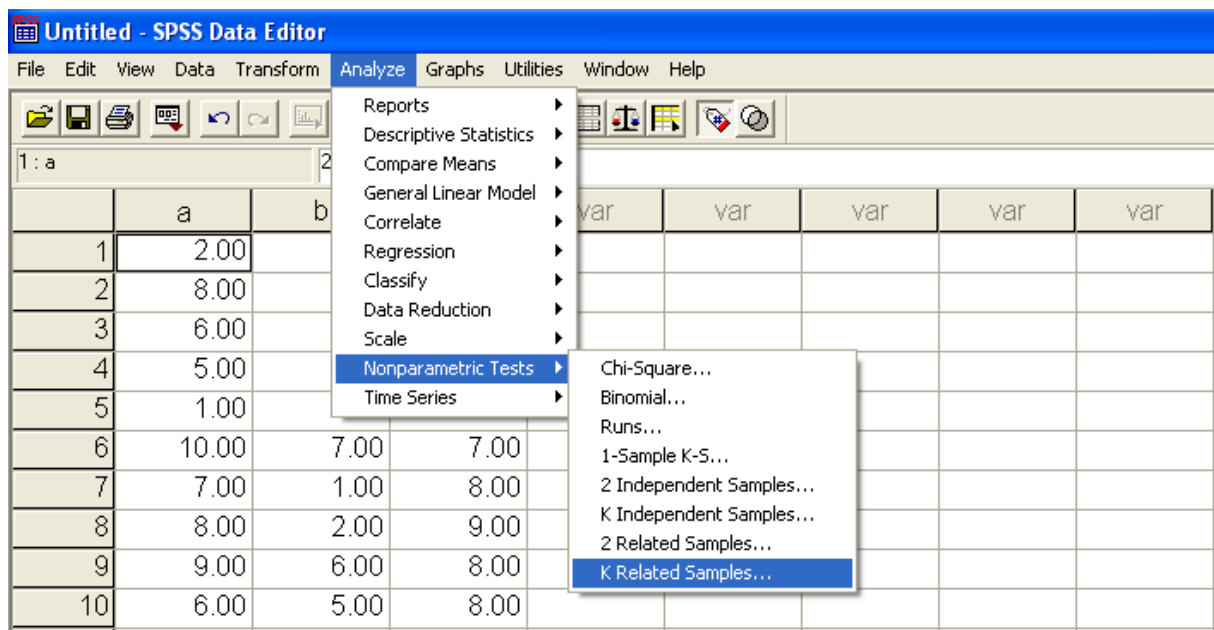 Untitled - SPSS Data Editor
File Edit View Data Transform Analyze Graphs Utilities Window Help
1 : a 2
a b var var var var var
1 2.00
2 8.00
3 6.00
4 5.00
5 1.00
6 10.00 7.00 7.00
7 7.00 1.00 8.00
8 8.00 2.00 9.00
9 9.00 6.00 8.00
10 6.00 5.00 8.00
Reports
Descriptive Statistics
Compare Means
General Linear Model
Correlate
Regression
Classify
Data Reduction
Scale
Nonparametric Tests
Time Series
Chi-Square...
Binomial...
Runs...
1-Sample K-S...
2 Independent Samples...
K Independent Samples...
2 Related Samples...
K Related Samples...